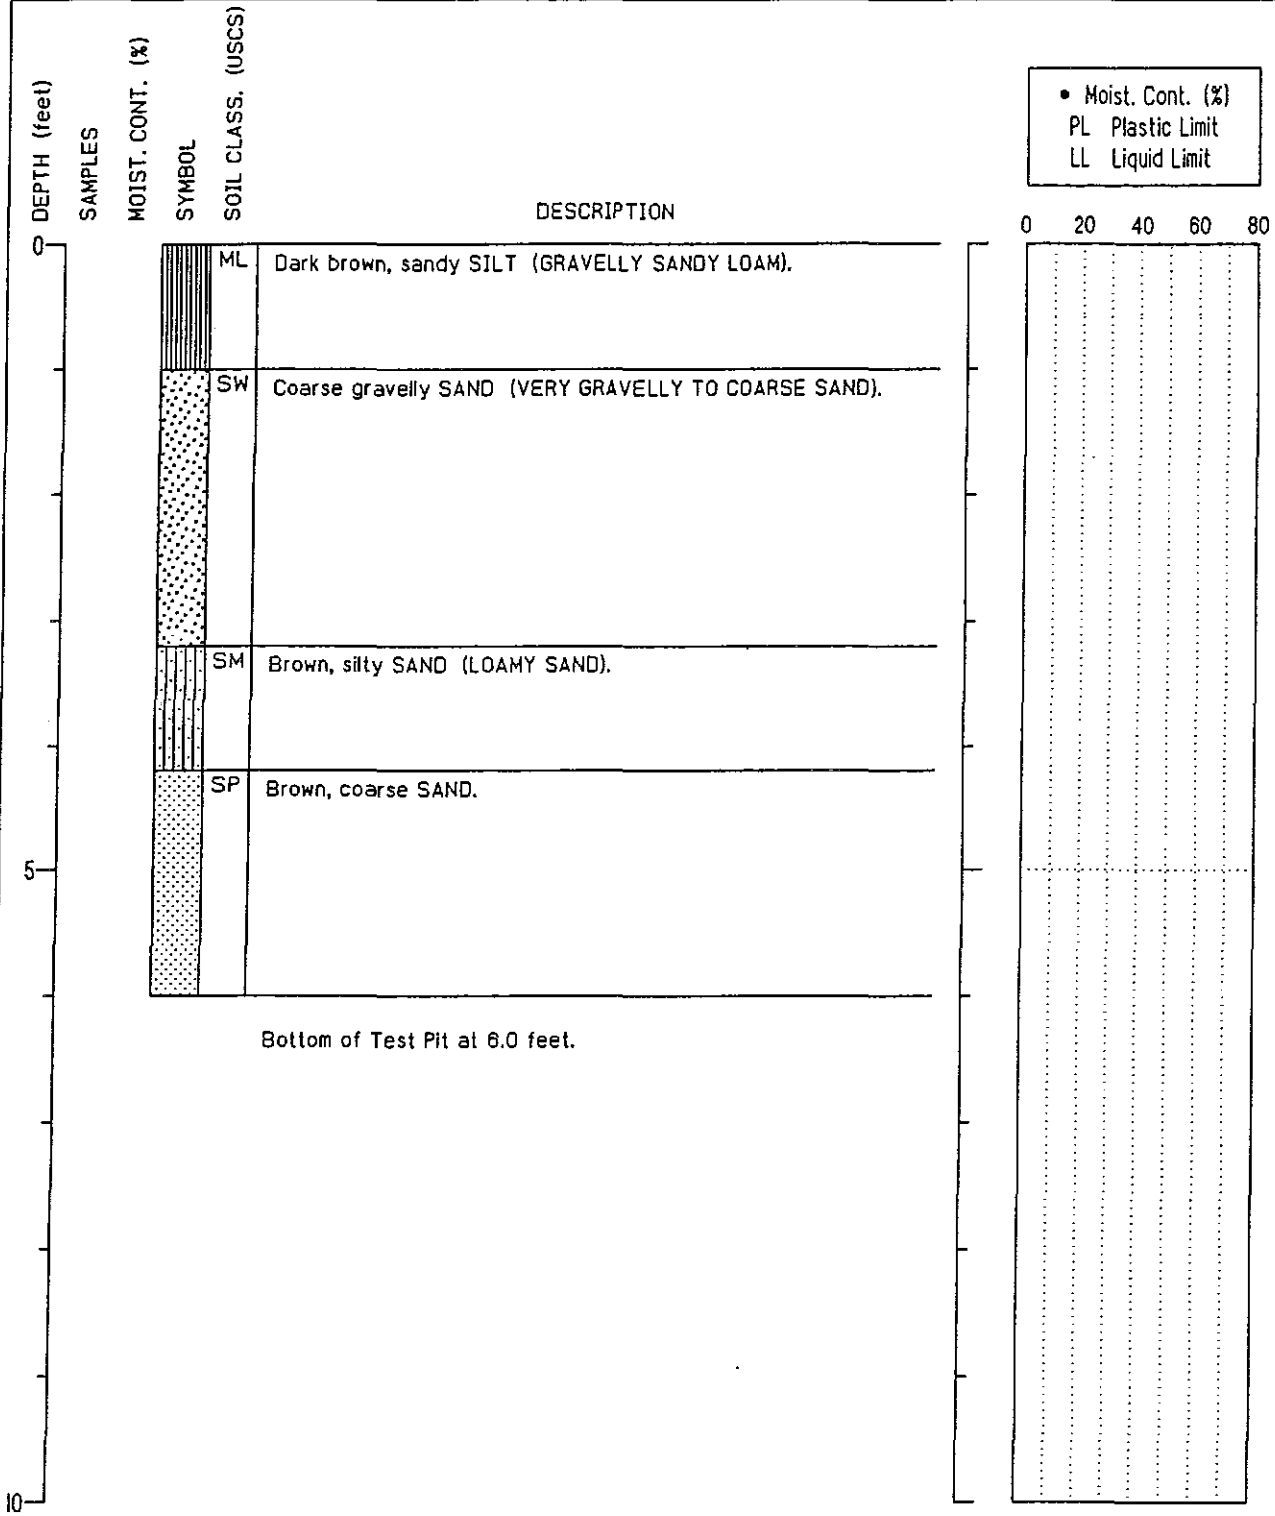 DEPTH (feet)
SAMPLES
MOIST. CONT. (%)
SYMBOL
SOIL CLASS. (USCS)
DESCRIPTION
• Moist. Cont. (%)
PL Plastic Limit
LL Liquid Limit
0 20 40 60 80
0
ML Dark brown, sandy SILT (GRAVELLY SANDY LOAM).
SW Coarse gravelly SAND (VERY GRAVELLY TO COARSE SAND).
SM Brown, silty SAND (LOAMY SAND).
SP Brown, coarse SAND.
5
Bottom of Test Pit at 6.0 feet.
10